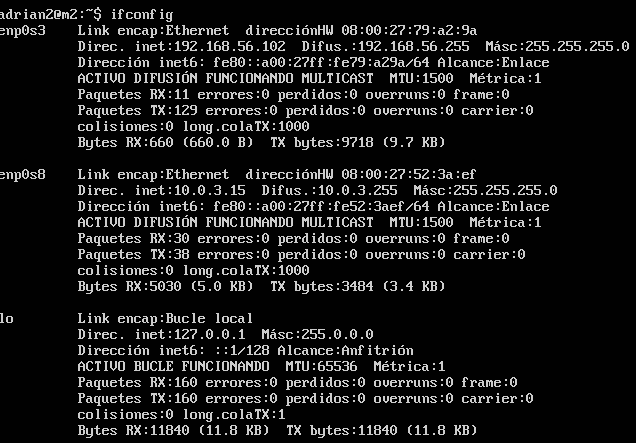 adrian2@m2:~$ ifconfig
enp0s3 Link encap:Ethernet direcciónHW 08:00:27:79:a2:9a
Direc. inet:192.168.56.102 Difus.:192.168.56.255 Másc:255.255.255.0
Dirección inet6: fe80::a00:27ff:fe79:a29a/64 Alcance:Enlace
ACTIVO DIFUSIÓN FUNCIONANDO MULTICAST MTU:1500 Métrica:1
Paquetes RX:11 errores:0 perdidos:0 overruns:0 frame:0
Paquetes TX:129 errores:0 perdidos:0 overruns:0 carrier:0
colisiones:0 long.colaTX:1000
Bytes RX:660 (660.0 B) TX bytes:9718 (9.7 KB)
enp0s8 Link encap:Ethernet direcciónHW 08:00:27:52:3a:ef
Direc. inet:10.0.3.15 Difus.:10.0.3.255 Másc:255.255.255.0
Dirección inet6: fe80::a00:27ff:fe52:3aef/64 Alcance:Enlace
ACTIVO DIFUSIÓN FUNCIONANDO MULTICAST MTU:1500 Métrica:1
Paquetes RX:30 errores:0 perdidos:0 overruns:0 frame:0
Paquetes TX:38 errores:0 perdidos:0 overruns:0 carrier:0
colisiones:0 long.colaTX:1000
Bytes RX:5030 (5.0 KB) TX bytes:3484 (3.4 KB)
lo Link encap:Bucle local
Direc. inet:127.0.0.1 Másc:255.0.0.0
Dirección inet6: ::1/128 Alcance:Anfitrión
ACTIVO BUCLE FUNCIONANDO MTU:65536 Métrica:1
Paquetes RX:160 errores:0 perdidos:0 overruns:0 frame:0
Paquetes TX:160 errores:0 perdidos:0 overruns:0 carrier:0
colisiones:0 long.colaTX:1
Bytes RX:11840 (11.8 KB) TX bytes:11840 (11.8 KB)